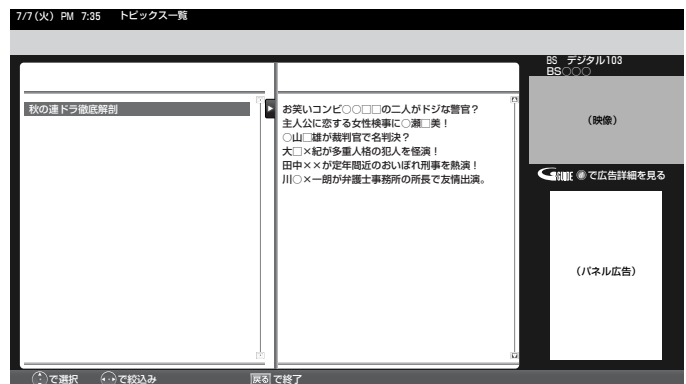 7/7(火) PM 7:35 トピックス一覧
BS デジタル103
BS○○○
秋の連ドラ徹底解剖
お笑いコンビ○○□□の二人がドジな警官?
主人公に恋する女性検事に○瀬□美!
○山□雄が裁判官で名判決?
大□×紀が多重人格の犯人を怪演!
田中××が定年間近のおいぼれ刑事を熱演!
川○×一朗が弁護士事務所の所長で友情出演。
(映像)
GGUIDE で広告詳細を見る
(パネル広告)
で選択 で絞込み 戻る で終了